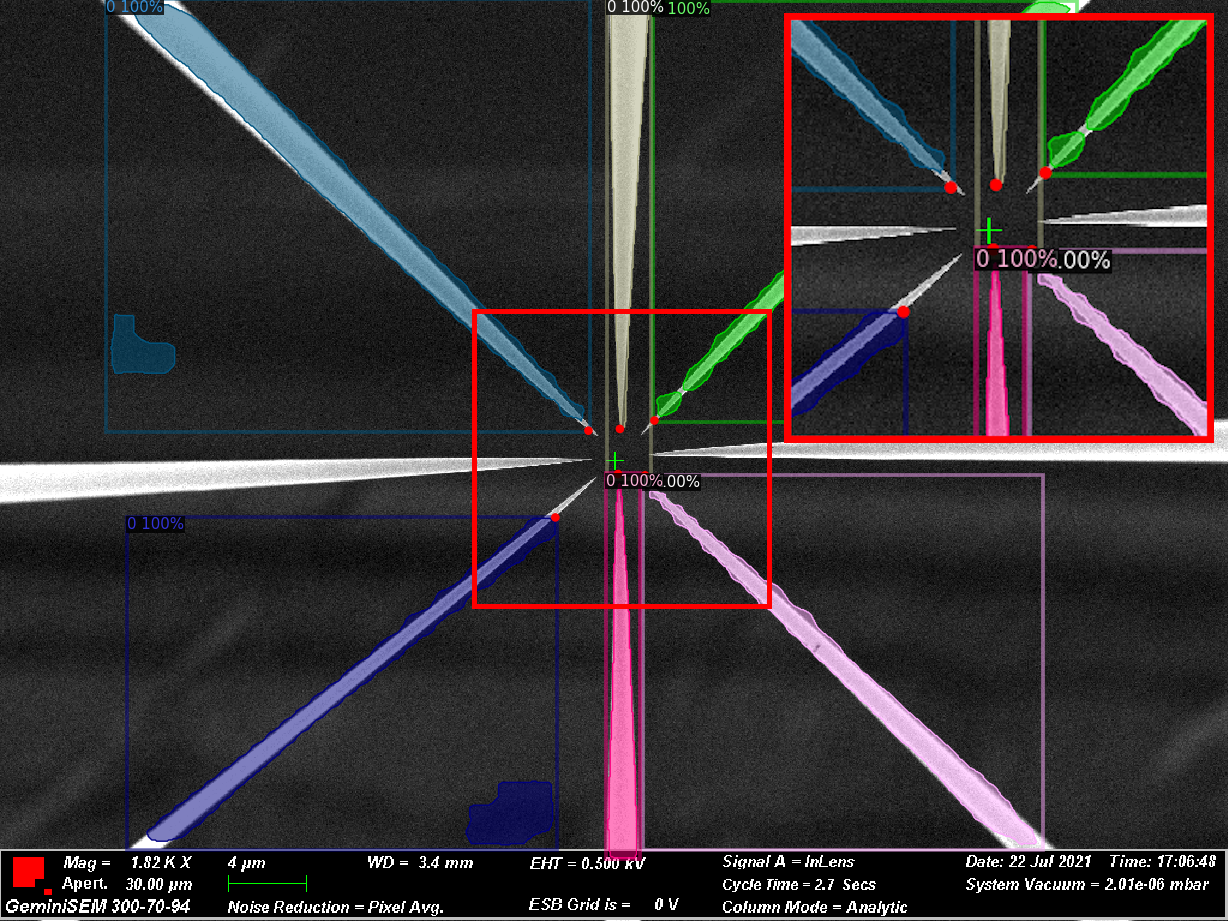 0 100%
0 100%
100%
0 100%.00%
0 100%.00%
0 100%
Mag = 1.82 K X 4 µm WD = 3.4 mm EHT = 0.500 kV Signal A = InLens Date: 22 Jul 2021 Time: 17:06:48
Apert. 30.00 µm Cycle Time = 2.7 Secs System Vacuum = 2.01e-06 mbar
GeminiSEM 300-70-94 Noise Reduction = Pixel Avg. ESB Grid is = 0 V Column Mode = Analytic